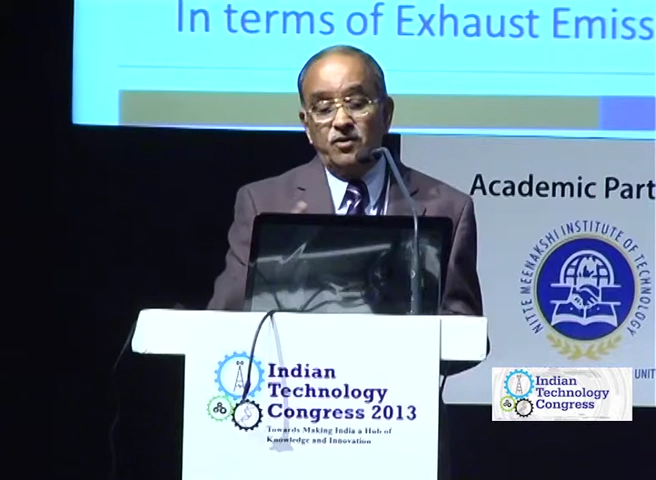 In terms of Exhaust Emiss
Academic Part
NITTE MEENAKSHI INSTITUTE OF TECHNOLOGY
UNIT
Indian
Technology
Congress 2013
Towards Making India a Hub of
Knowledge and Innovation
Indian
Technology
Congress